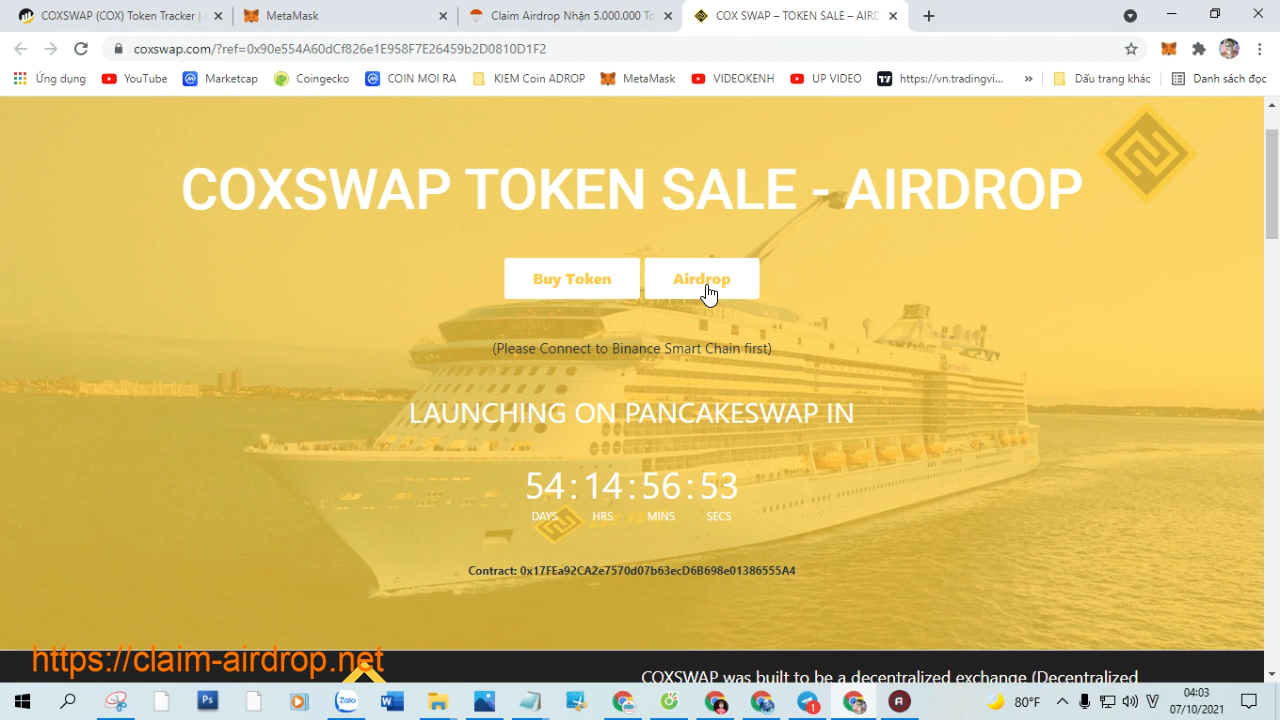 COX SWAP (COX) Token Tracker
MetaMask
Claim Airdrop Nhận 5.000.000 To
COX SWAP – TOKEN SALE – AIRD
coxswap.com/?ref=0x90e554A60dCf826e1E958F7E26459b2D0810D1F2
Ứng dụng
YouTube
Marketcap
Coingecko
COIN MOI RA
KIEM Coin ADROP
MetaMask
VIDEOKENH
UP VIDEO
https://vn.tradingvi...
»
Dấu trang khác
Danh sách đọc
COXSWAP TOKEN SALE - AIRDROP
Buy Token
Airdrop
(Please Connect to Binance Smart Chain first)
LAUNCHING ON PANCAKESWAP IN
54 : 14 : 56 : 53
DAYS HRS MINS SECS
Contract: 0x17FEa92CA2e7570d07b63ecD6B698e01386555A4
https://claim-airdrop.net
COXSWAP was built to be a decentralized exchange (Decentralized
80°F
04:03
07/10/2021